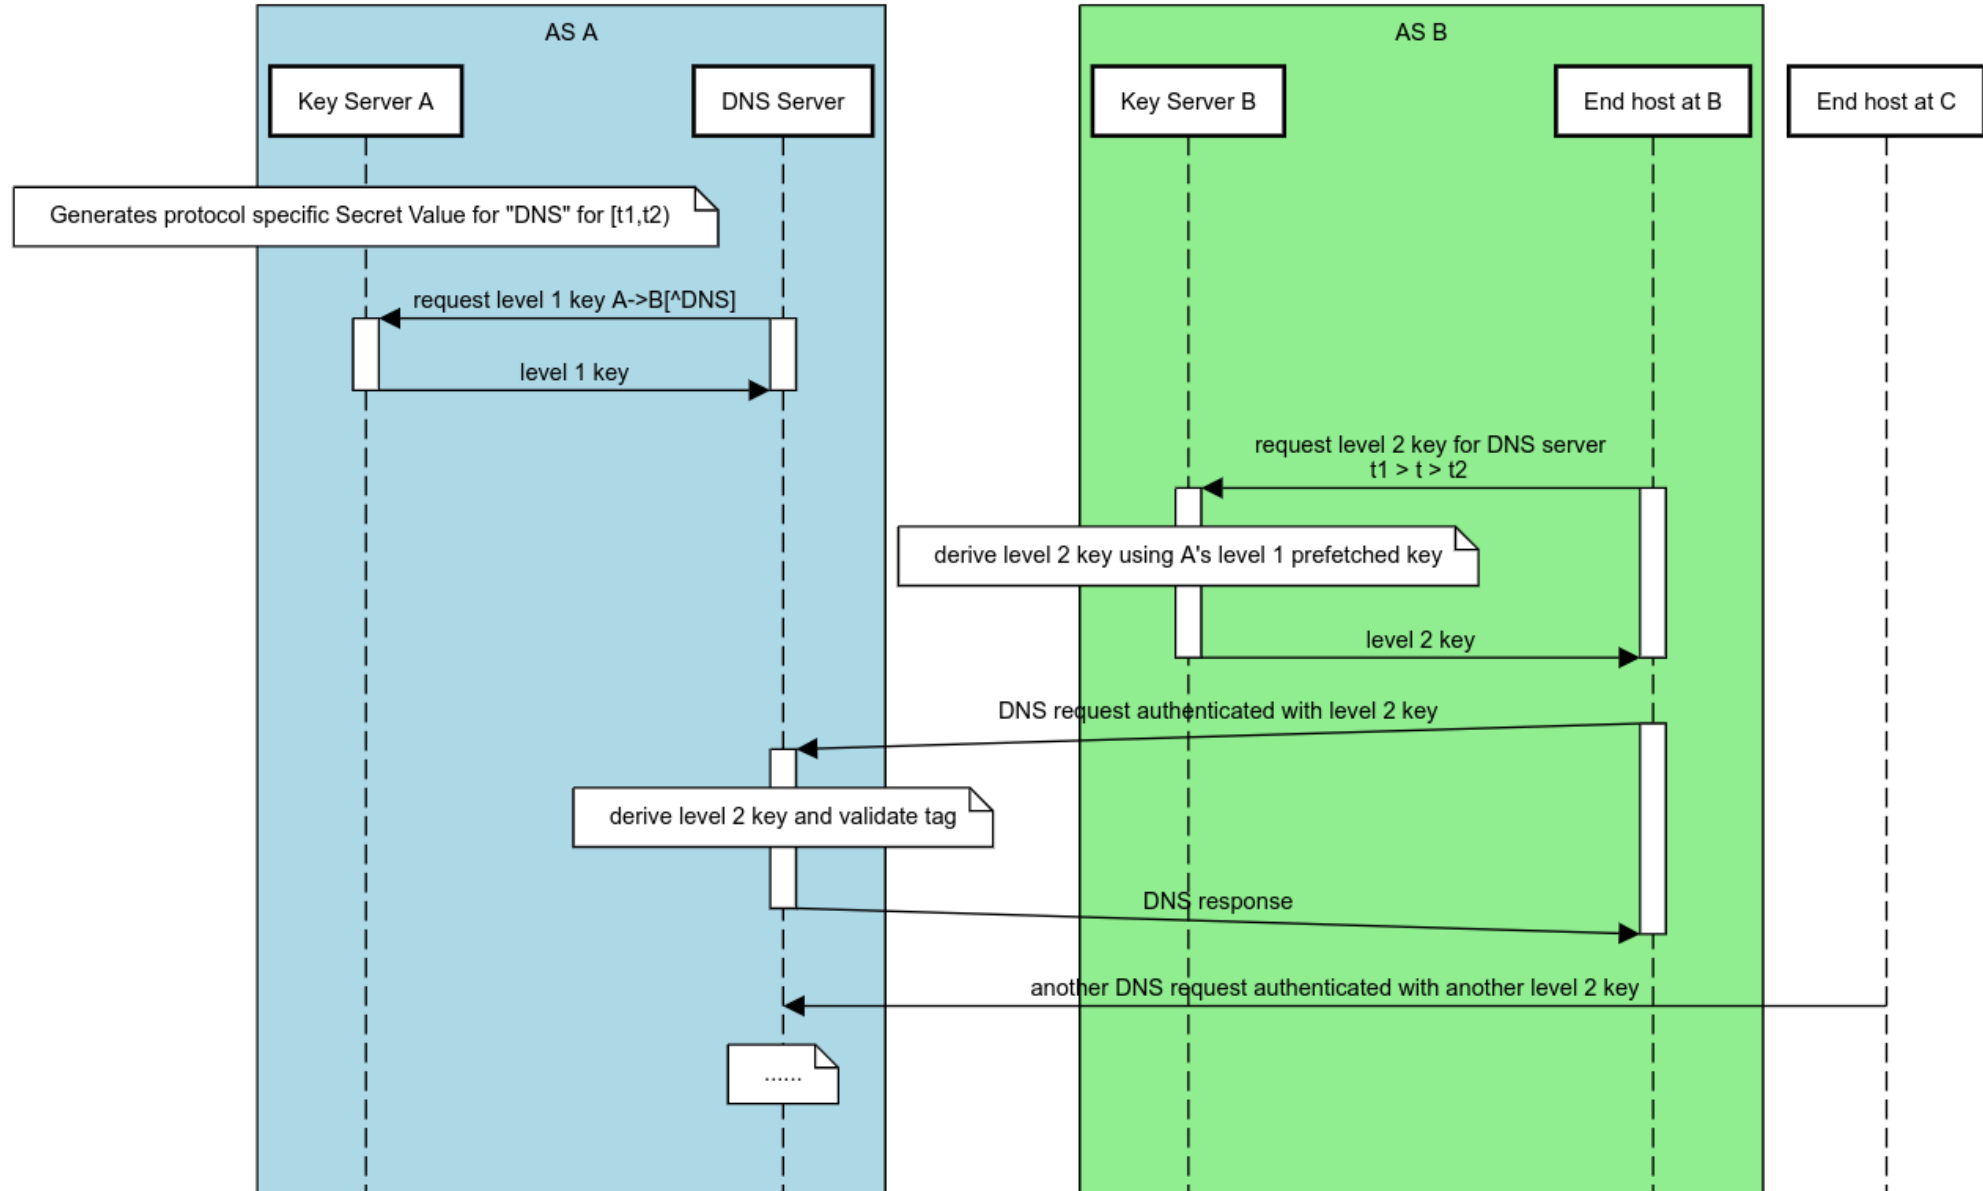 AS A
AS B
Key Server A
DNS Server
Key Server B
End host at B
End host at C
Generates protocol specific Secret Value for "DNS" for [t1,t2)
request level 1 key A->B[^DNS]
level 1 key
request level 2 key for DNS server
t1 > t > t2
derive level 2 key using A's level 1 prefetched key
level 2 key
DNS request authenticated with level 2 key
derive level 2 key and validate tag
DNS response
another DNS request authenticated with another level 2 key
......